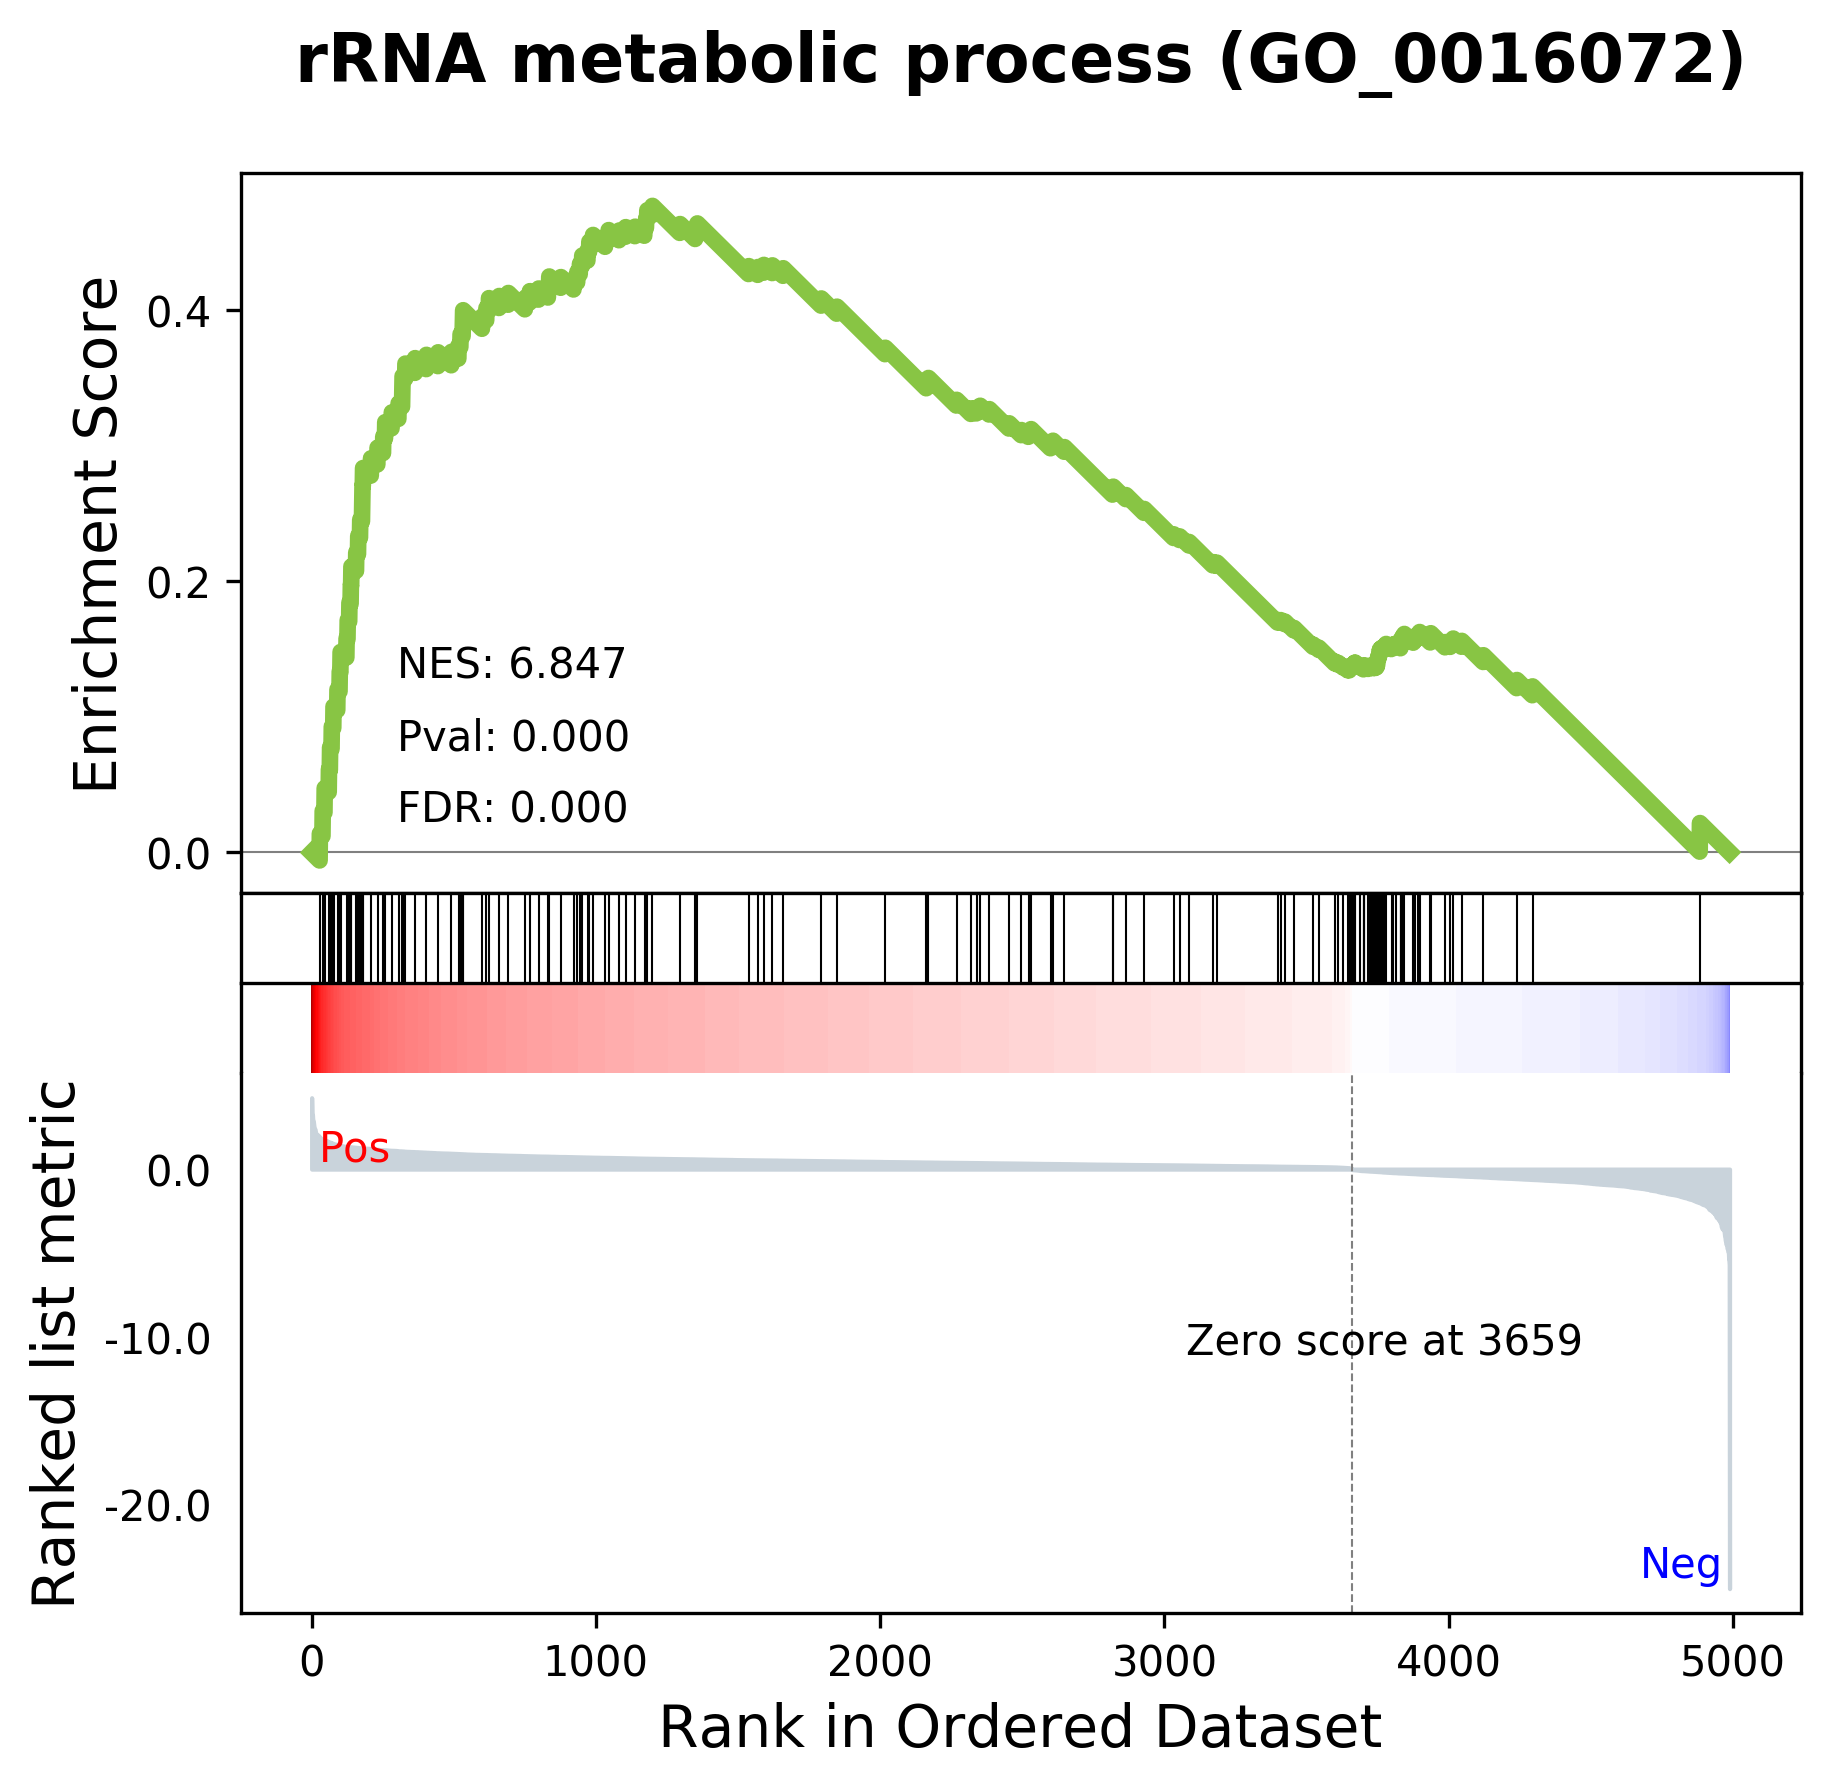 rRNA metabolic process (GO_0016072)
Enrichment Score
0.4
0.2
0.0
NES: 6.847
Pval: 0.000
FDR: 0.000
Ranked list metric
0.0
-10.0
-20.0
Pos
Zero score at 3659
Neg
0 1000 2000 3000 4000 5000
Rank in Ordered Dataset